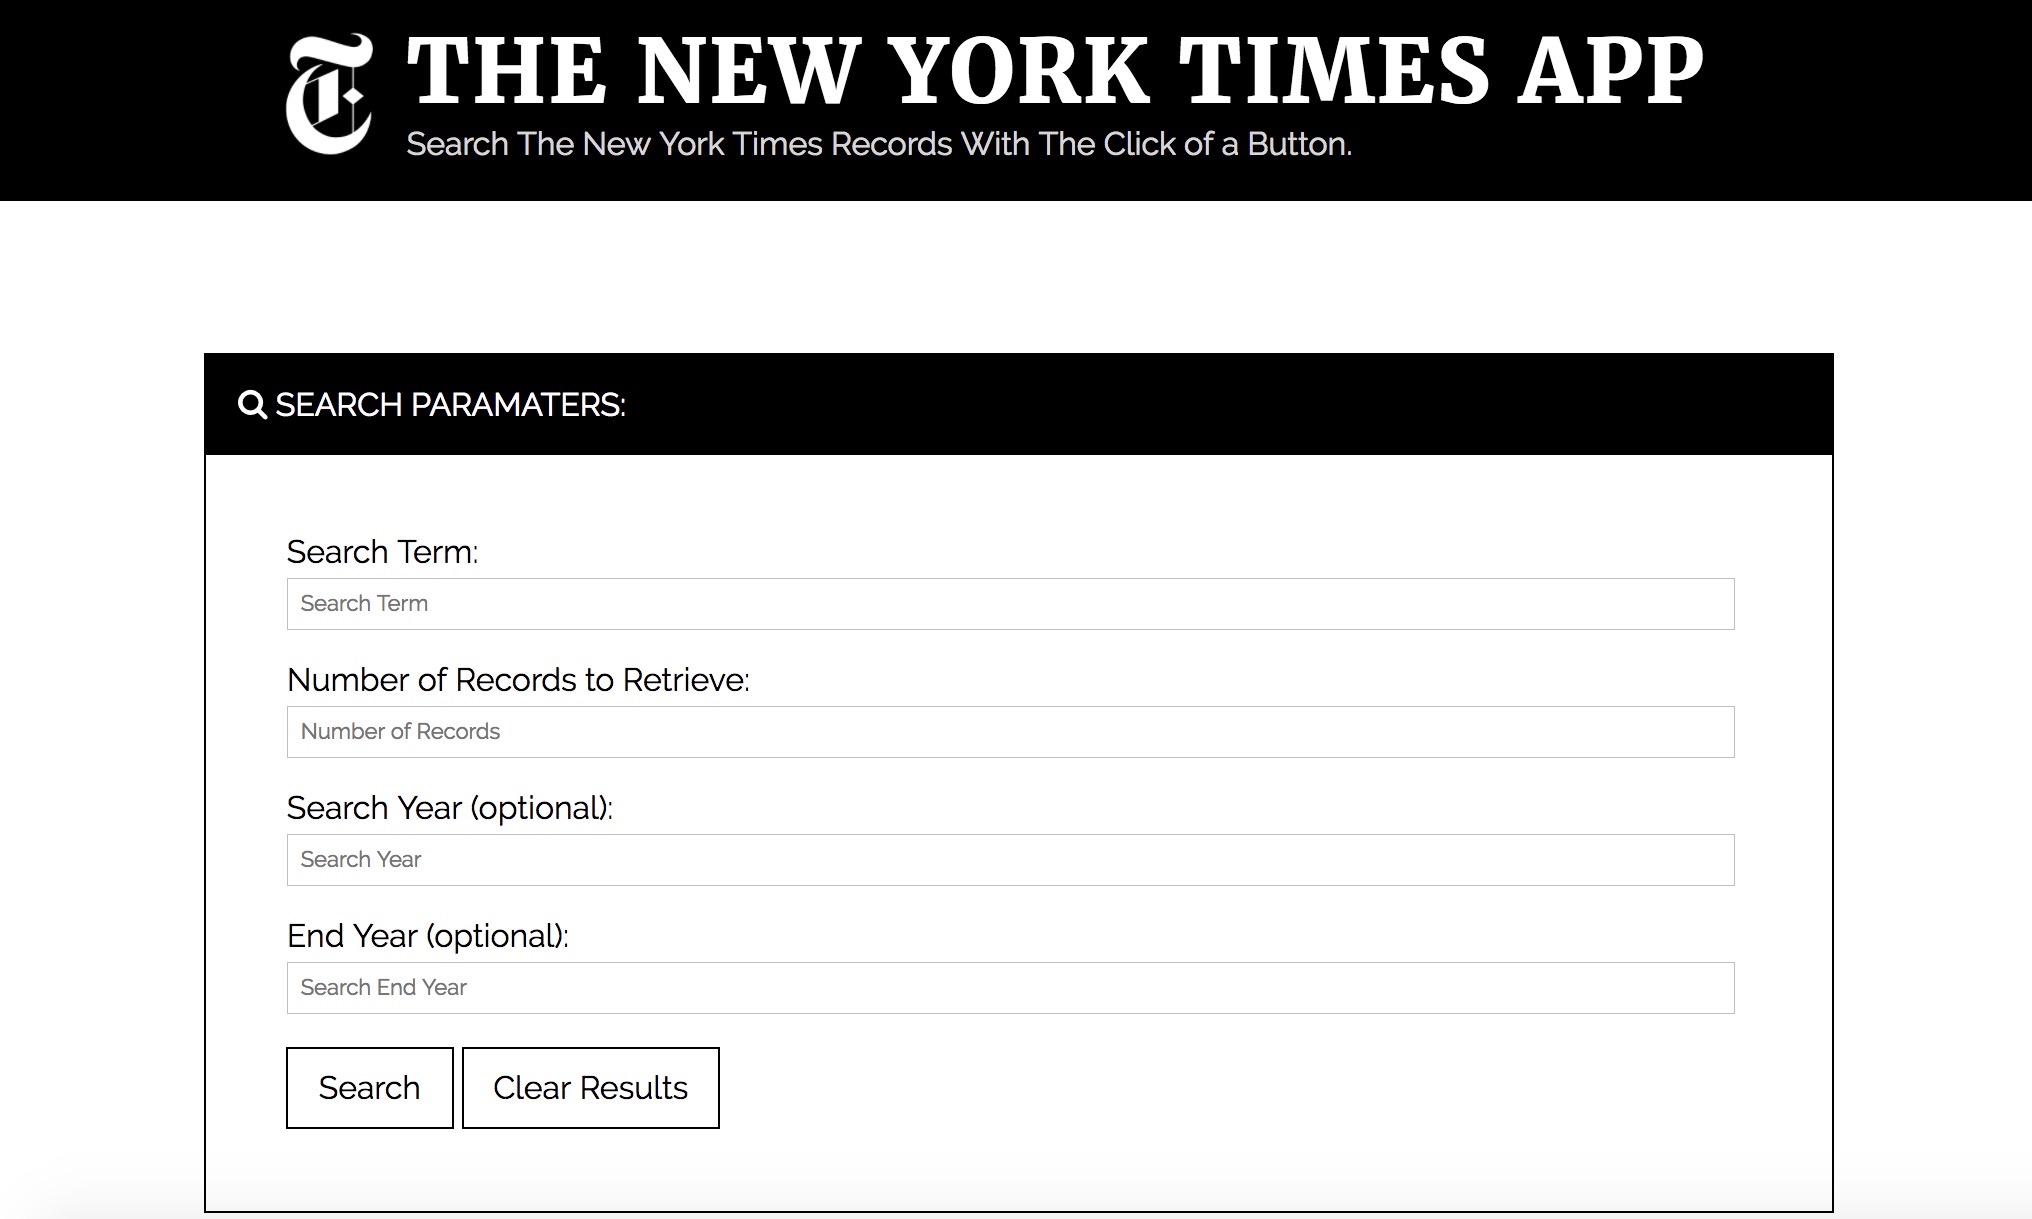 THE NEW YORK TIMES APP
Search The New York Times Records With The Click of a Button.
SEARCH PARAMATERS:
Search Term:
Search Term
Number of Records to Retrieve:
Number of Records
Search Year (optional):
Search Year
End Year (optional):
Search End Year
Search Clear Results